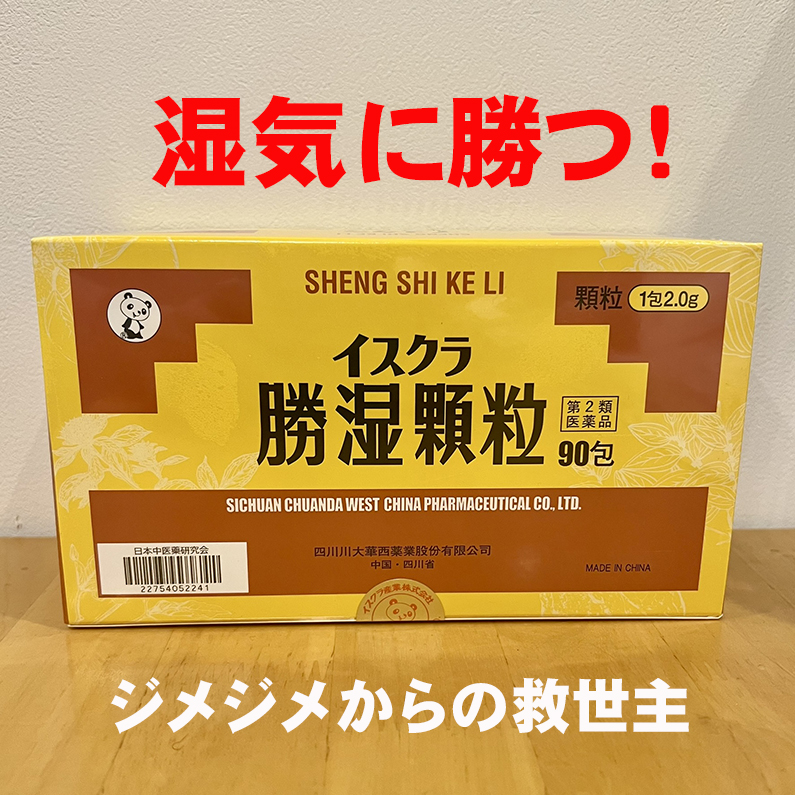 湿気に勝つ!
SHENG SHI KE LI
顆粒 1包2.0g
イスクラ
勝湿顆粒
第2類
医薬品
90包
SICHUAN CHUANDA WEST CHINA PHARMACEUTICAL CO., LTD.
日本中医薬研究会
22754052241
四川川大華西薬業股份有限公司
中国・四川省
MADE IN CHINA
イスクラ産業株式会社
ジメジメからの救世主